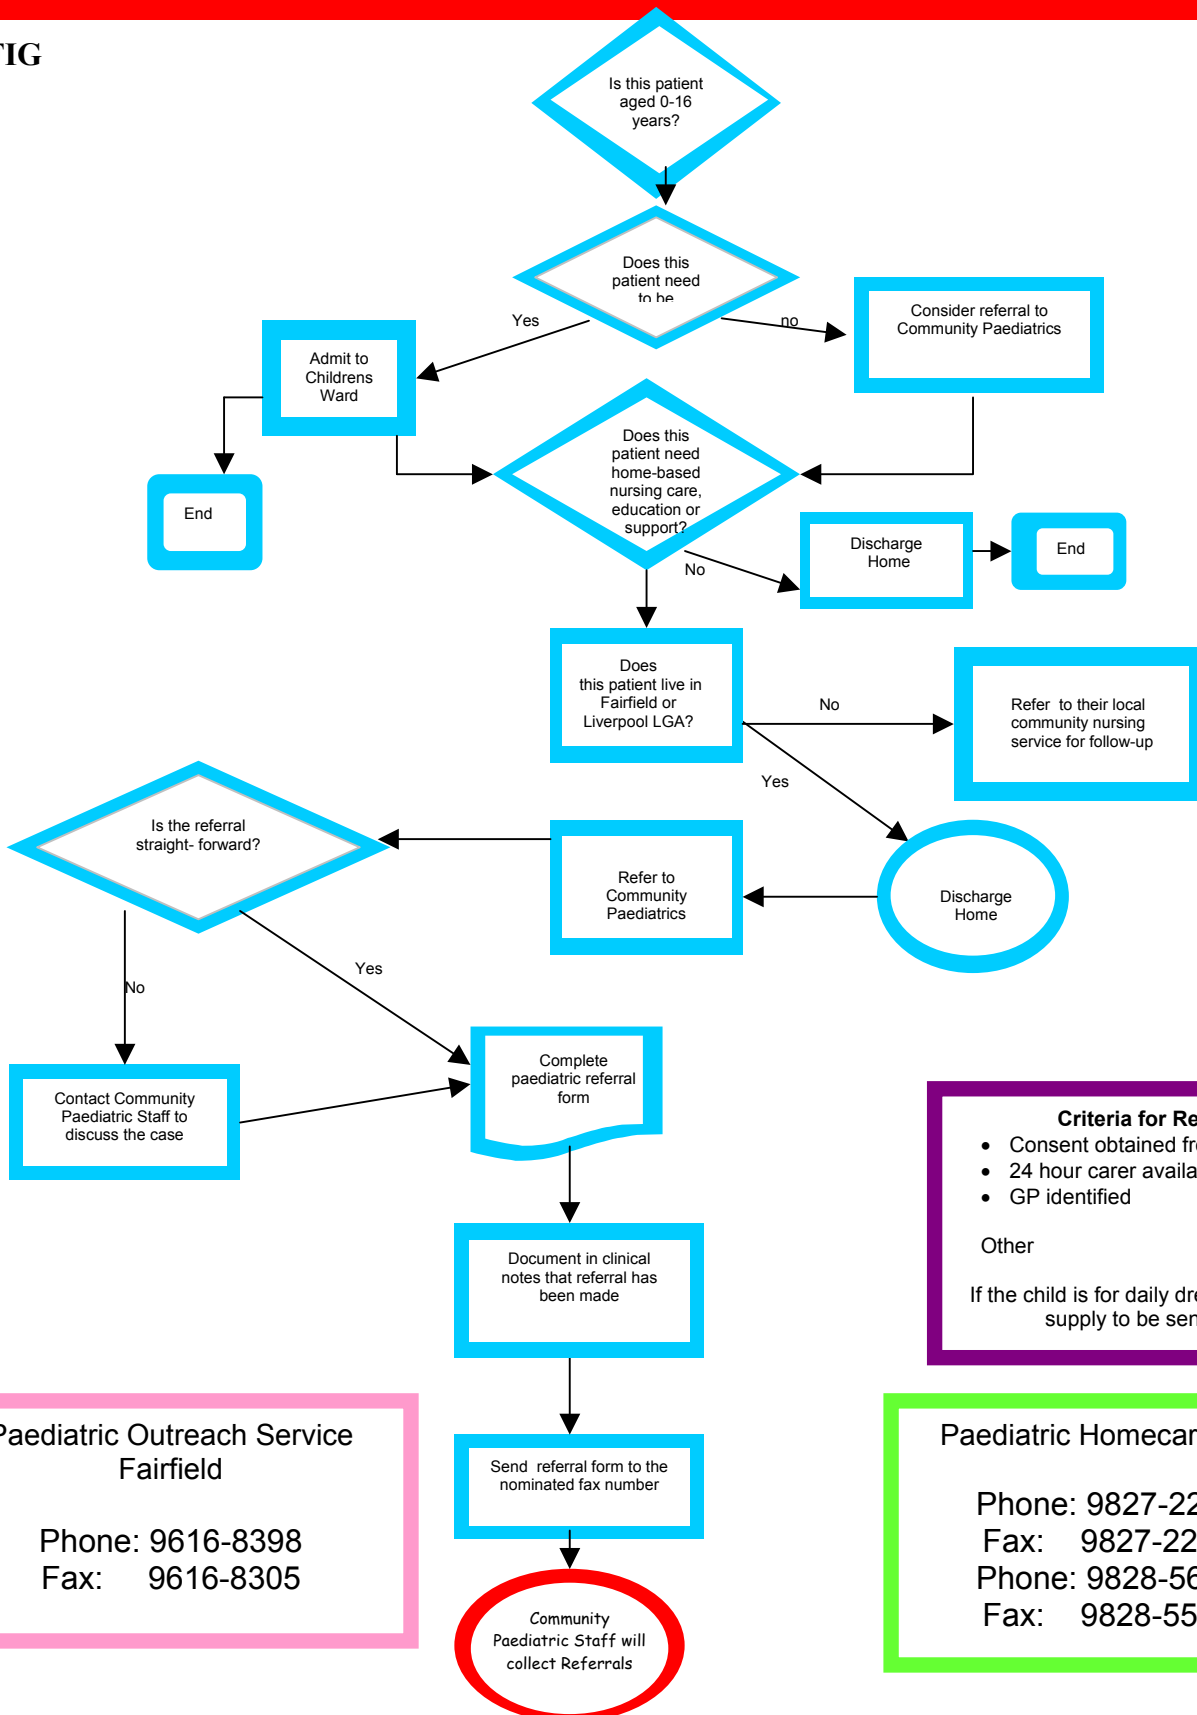 TIG
Is this patient
aged 0-16
years?
Does this
patient need
to be
Yes
no
Consider referral to
Community Paediatrics
Admit to
Childrens
Ward
Does this
patient need
home-based
nursing care,
education or
support?
End
Discharge
Home
End
No
Does
this patient live in
Fairfield or
Liverpool LGA?
No
Refer to their local
community nursing
service for follow-up
Yes
Is the referral
straight- forward?
Refer to
Community
Paediatrics
Discharge
Home
No
Yes
Complete
paediatric referral
form
Contact Community
Paediatric Staff to
discuss the case
Criteria for Re
• Consent obtained fr
• 24 hour carer availa
• GP identified
Other
If the child is for daily dre
supply to be sen
Document in clinical
notes that referral has
been made
Send referral form to the
nominated fax number
Paediatric Outreach Service
Fairfield
Phone: 9616-8398
Fax: 9616-8305
Paediatric Homecar
Phone: 9827-22
Fax: 9827-22
Phone: 9828-56
Fax: 9828-55
Community
Paediatric Staff will
collect Referrals